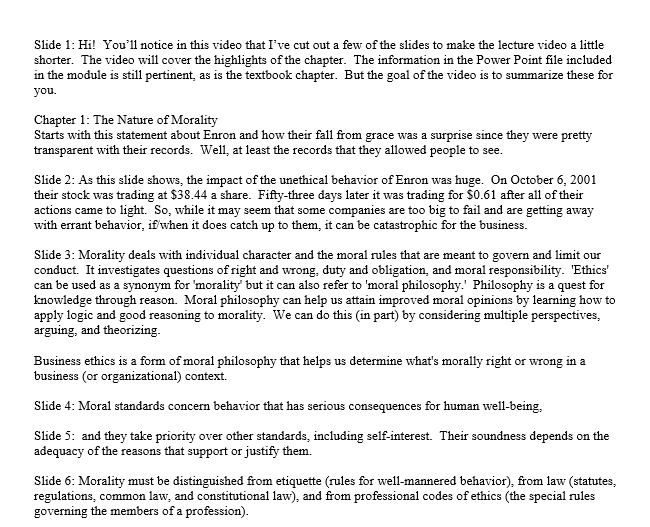 Slide 1: Hi!  You'll notice in this video that I've cut out a few of the slides to make the lecture video a little
shorter.  The video will cover the highlights of the chapter.  The information in the Power Point file included
in the module is still pertinent, as is the textbook chapter.  But the goal of the video is to summarize these for
you.
Chapter 1: The Nature of Morality
Starts with this statement about Enron and how their fall from grace was a surprise since they were pretty
transparent with their records.  Well, at least the records that they allowed people to see.
Slide 2: As this slide shows, the impact of the unethical behavior of Enron was huge.  On October 6, 2001
their stock was trading at $38.44 a share.  Fifty-three days later it was trading for $0.61 after all of their
actions came to light.  So, while it may seem that some companies are too big to fail and are getting away
with errant behavior, if/when it does catch up to them, it can be catastrophic for the business.
Slide 3: Morality deals with individual character and the moral rules that are meant to govern and limit our
conduct.  It investigates questions of right and wrong, duty and obligation, and moral responsibility.  'Ethics'
can be used as a synonym for 'morality' but it can also refer to 'moral philosophy.'  Philosophy is a quest for
knowledge through reason.  Moral philosophy can help us attain improved moral opinions by learning how to
apply logic and good reasoning to morality.  We can do this (in part) by considering multiple perspectives,
arguing, and theorizing.
Business ethics is a form of moral philosophy that helps us determine what's morally right or wrong in a
business (or organizational) context.
Slide 4: Moral standards concern behavior that has serious consequences for human well-being,
Slide 5:  and they take priority over other standards, including self-interest.  Their soundness depends on the
adequacy of the reasons that support or justify them.
Slide 6: Morality must be distinguished from etiquette (rules for well-mannered behavior), from law (statutes,
regulations, common law, and constitutional law), and from professional codes of ethics (the special rules
governing the members of a profession).